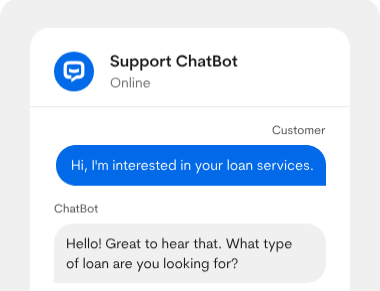 Support ChatBot
Online
Customer
Hi, I'm interested in your loan services.
ChatBot
Hello! Great to hear that. What type
of loan are you looking for?